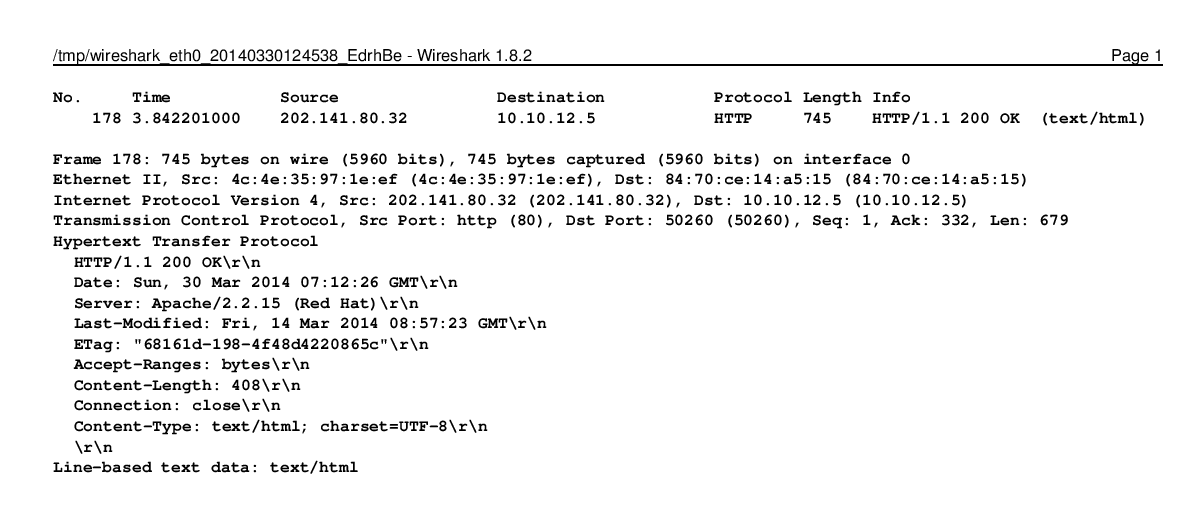 /tmp/wireshark_eth0_20140330124538_EdrhBe - Wireshark 1.8.2 Page 1
No. Time Source Destination Protocol Length Info
178 3.842201000 202.141.80.32 10.10.12.5 HTTP 745 HTTP/1.1 200 OK (text/html)
Frame 178: 745 bytes on wire (5960 bits), 745 bytes captured (5960 bits) on interface 0
Ethernet II, Src: 4c:4e:35:97:1e:ef (4c:4e:35:97:1e:ef), Dst: 84:70:ce:14:a5:15 (84:70:ce:14:a5:15)
Internet Protocol Version 4, Src: 202.141.80.32 (202.141.80.32), Dst: 10.10.12.5 (10.10.12.5)
Transmission Control Protocol, Src Port: http (80), Dst Port: 50260 (50260), Seq: 1, Ack: 332, Len: 679
Hypertext Transfer Protocol
HTTP/1.1 200 OK\r\n
Date: Sun, 30 Mar 2014 07:12:26 GMT\r\n
Server: Apache/2.2.15 (Red Hat)\r\n
Last-Modified: Fri, 14 Mar 2014 08:57:23 GMT\r\n
ETag: "68161d-198-4f48d4220865c"\r\n
Accept-Ranges: bytes\r\n
Content-Length: 408\r\n
Connection: close\r\n
Content-Type: text/html; charset=UTF-8\r\n
\r\n
Line-based text data: text/html